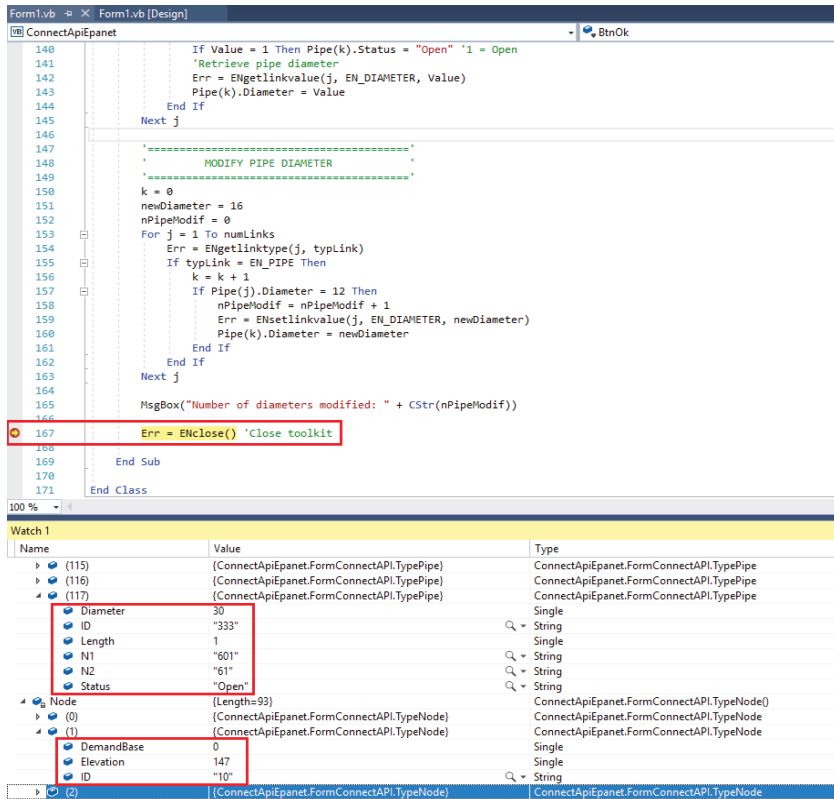 Form1.vb Form1.vb [Design]
VB ConnectApiEpanet BtnOk
140 If Value = 1 Then Pipe(k).Status = "Open" '1 = Open
141 'Retrieve pipe diameter
142 Err = ENgetlinkvalue(j, EN_DIAMETER, Value)
143 Pipe(k).Diameter = Value
144 End If
145 Next j
146
147 '========================================='
148 ' MODIFY PIPE DIAMETER '
149 '========================================='
150 k = 0
151 newDiameter = 16
152 nPipeModif = 0
153 For j = 1 To numLinks
154 Err = ENgetlinktype(j, typLink)
155 If typLink = EN_PIPE Then
156 k = k + 1
157 If Pipe(j).Diameter = 12 Then
158 nPipeModif = nPipeModif + 1
159 Err = ENsetlinkvalue(j, EN_DIAMETER, newDiameter)
160 Pipe(k).Diameter = newDiameter
161 End If
162 End If
163 Next j
164
165 MsgBox("Number of diameters modified: " + CStr(nPipeModif))
166
167 Err = ENclose() 'Close toolkit
168
169 End Sub
170
171 End Class
100 %
Watch 1
Name Value Type
(115) {ConnectApiEpanet.FormConnectAPI.TypePipe} ConnectApiEpanet.FormConnectAPI.TypePipe
(116) {ConnectApiEpanet.FormConnectAPI.TypePipe} ConnectApiEpanet.FormConnectAPI.TypePipe
(117) {ConnectApiEpanet.FormConnectAPI.TypePipe} ConnectApiEpanet.FormConnectAPI.TypePipe
Diameter 30 Single
ID "333" String
Length 1 Single
N1 "601" String
N2 "61" String
Status "Open" String
Node {Length=93} ConnectApiEpanet.FormConnectAPI.TypeNode()
(0) {ConnectApiEpanet.FormConnectAPI.TypeNode} ConnectApiEpanet.FormConnectAPI.TypeNode
(1) {ConnectApiEpanet.FormConnectAPI.TypeNode} ConnectApiEpanet.FormConnectAPI.TypeNode
DemandBase 0 Single
Elevation 147 Single
ID "10" String
(2) {ConnectApiEpanet.FormConnectAPI.TypeNode} ConnectApiEpanet.FormConnectAPI.TypeNode